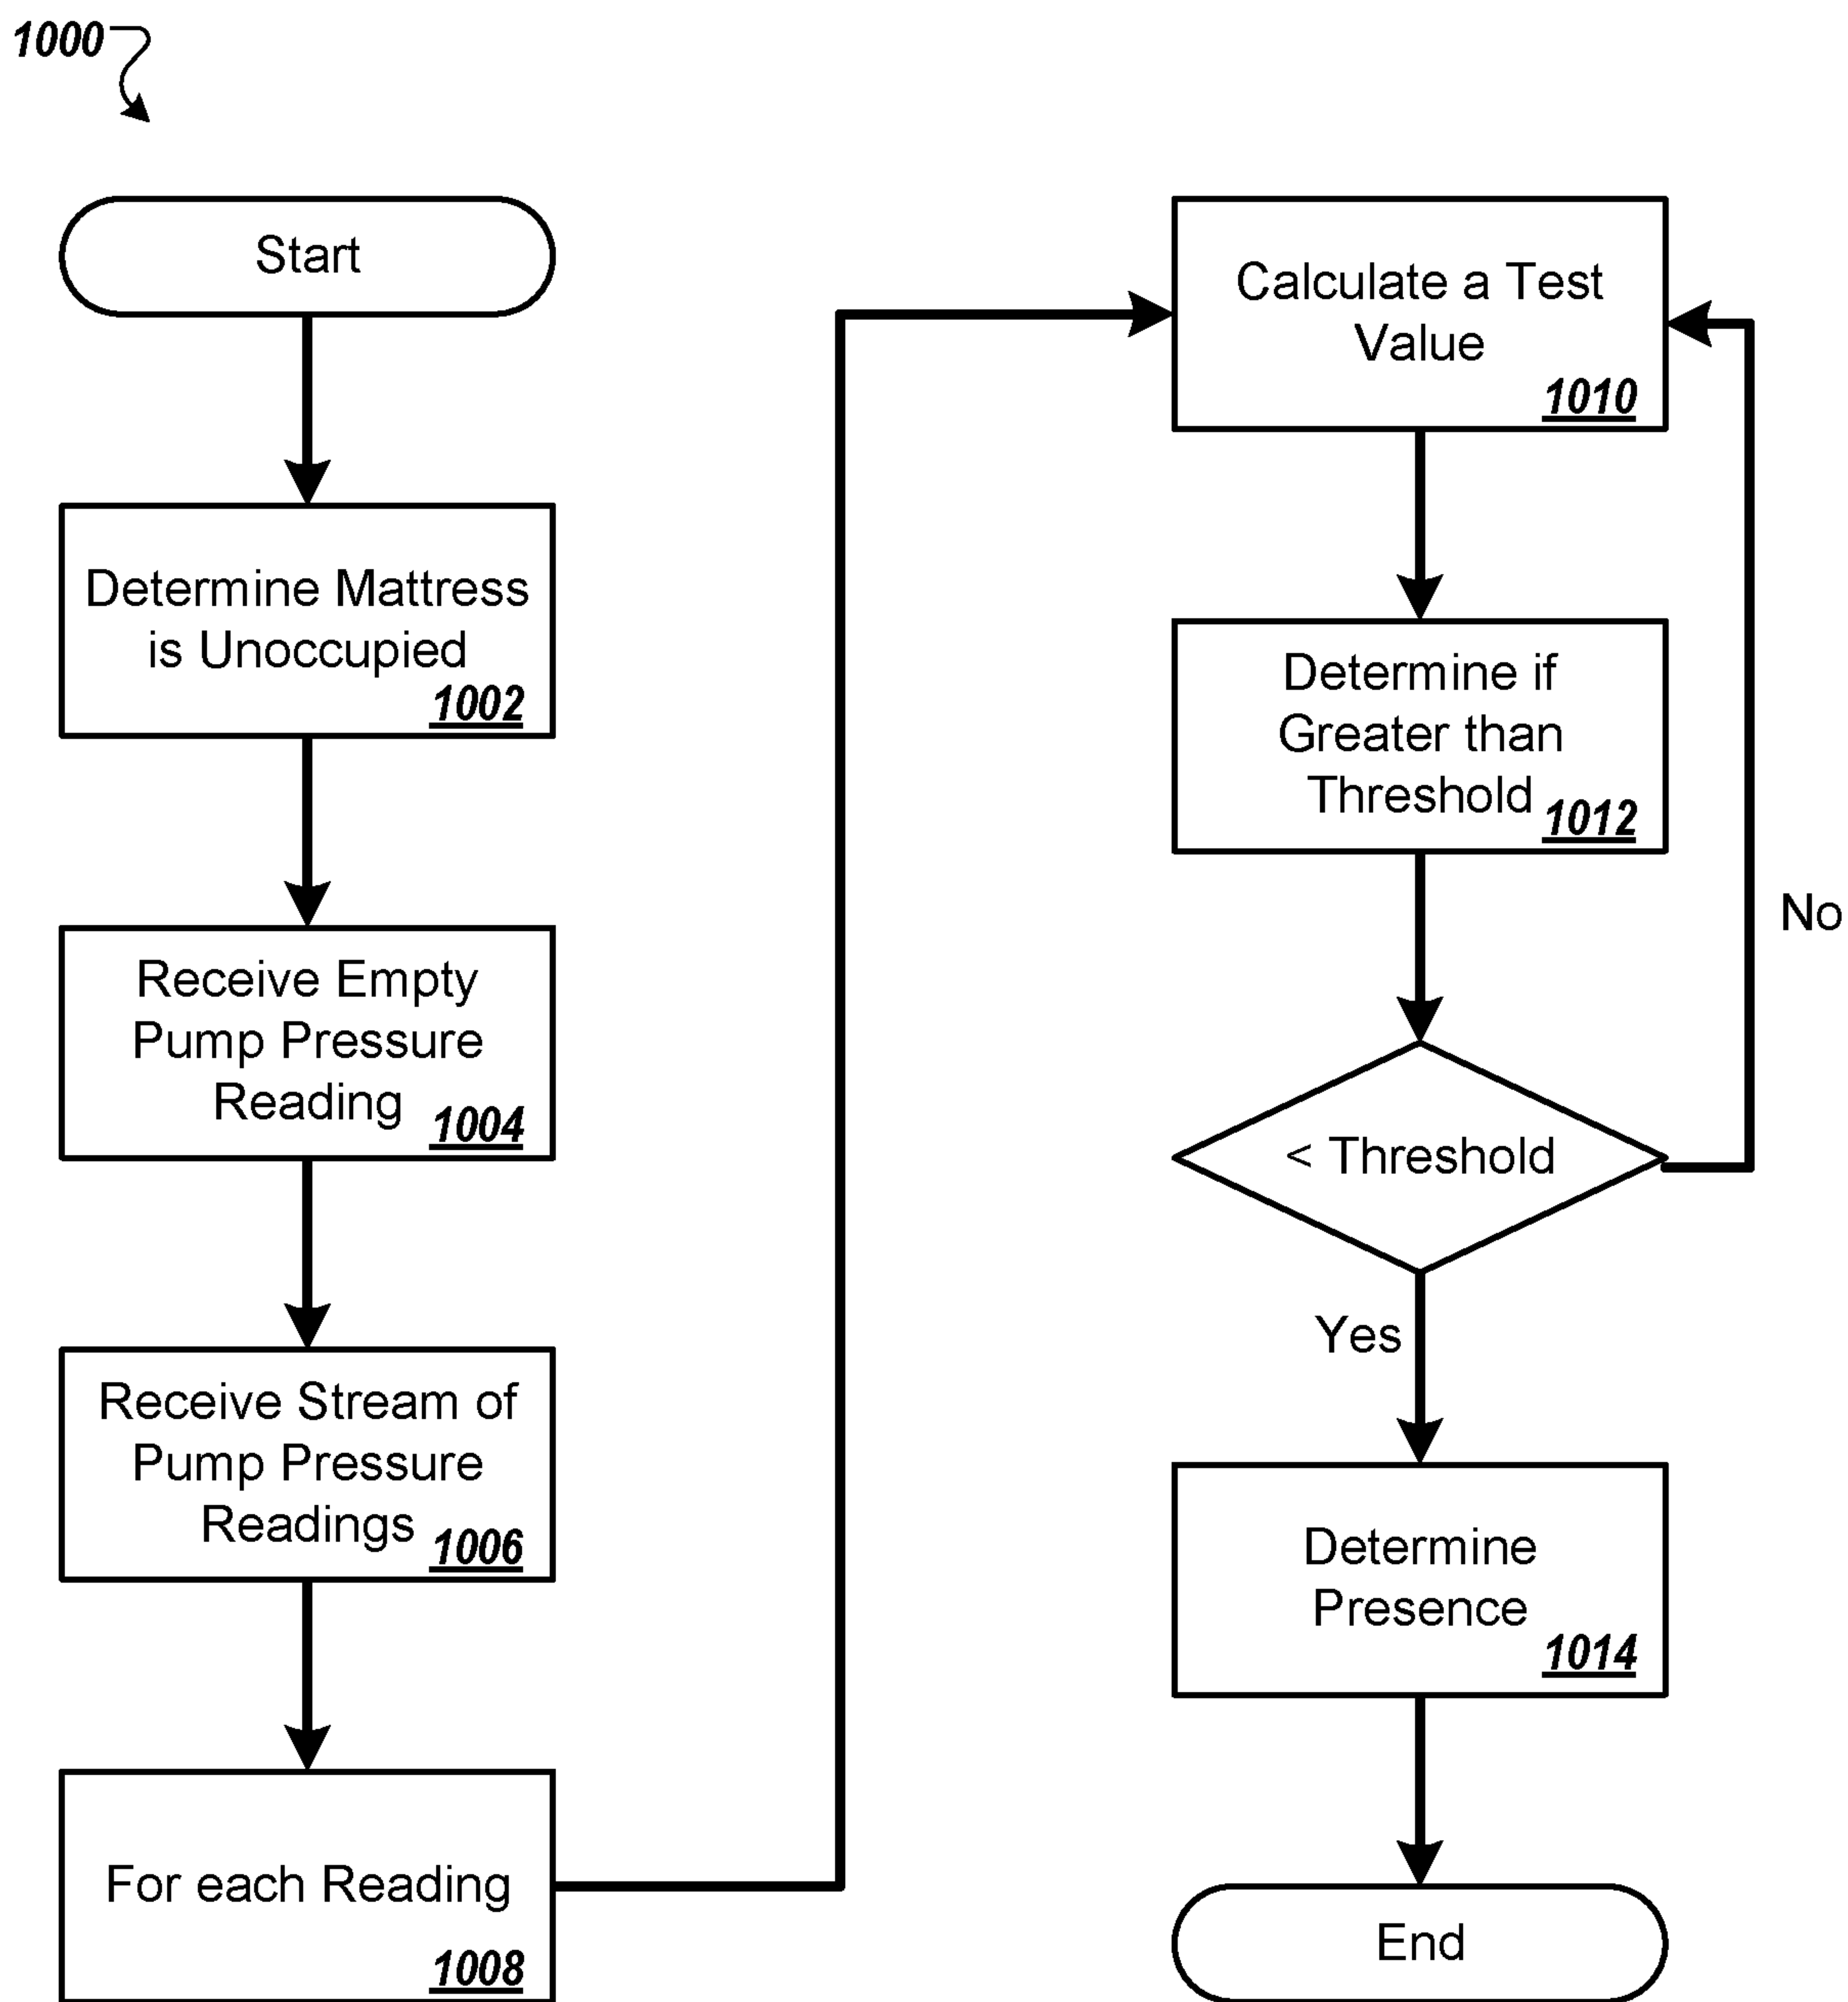 1000
Start
Determine Mattress
is Unoccupied
1002
Receive Empty
Pump Pressure
Reading
1004
Receive Stream of
Pump Pressure
Readings
1006
For each Reading
1008
Calculate a Test
Value
1010
Determine if
Greater than
Threshold
1012
No
< Threshold
Yes
Determine
Presence
1014
End